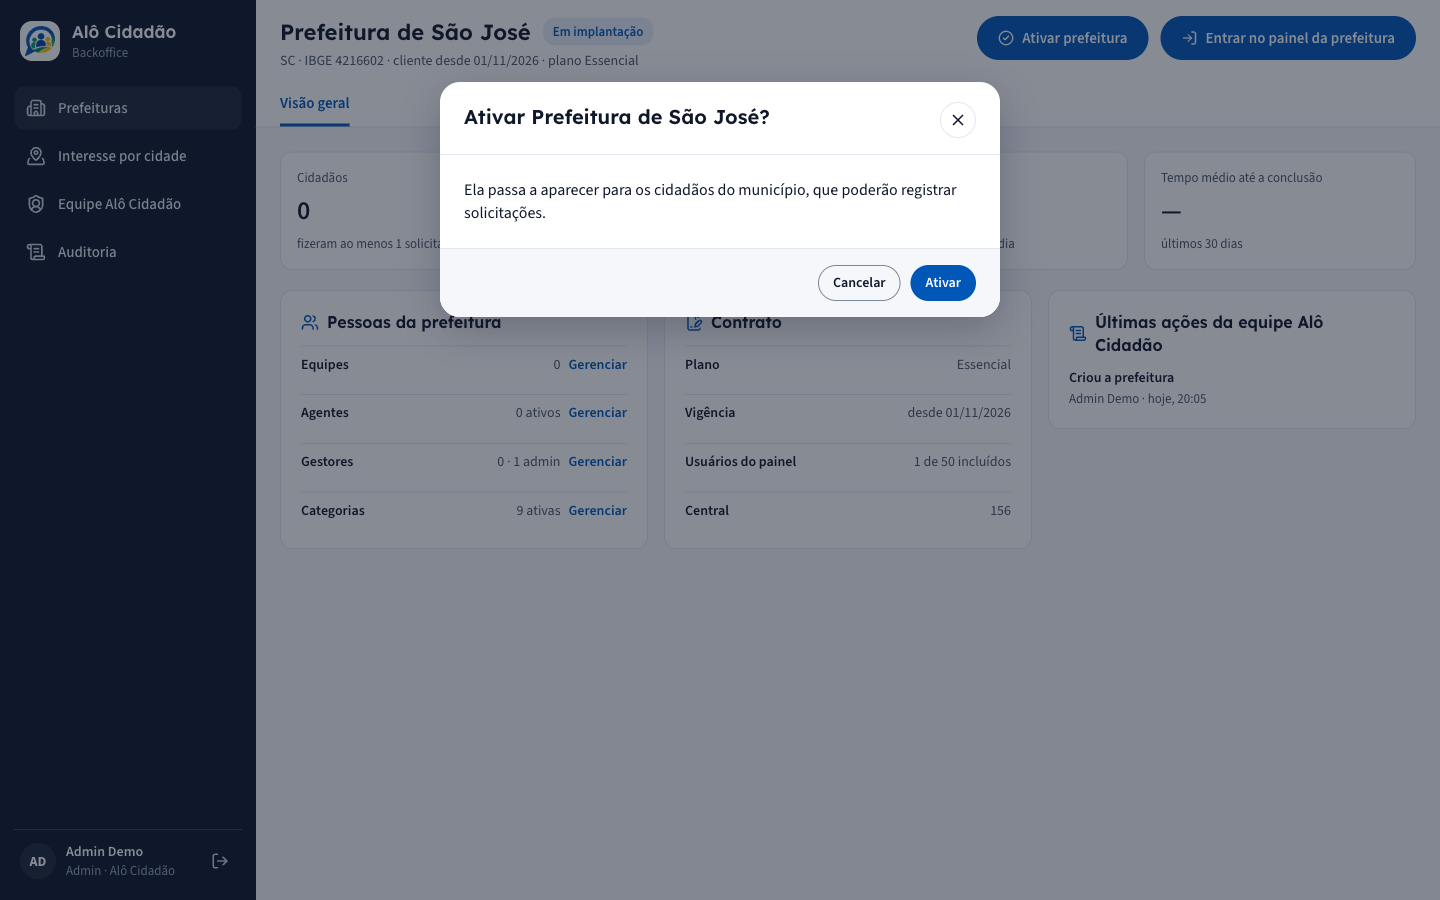 Alô Cidadão
Backoffice
Prefeituras
Interesse por cidade
Equipe Alô Cidadão
Auditoria
Admin Demo
Admin · Alô Cidadão
AD
Prefeitura de São José
Em implantação
SC · IBGE 4216602 · cliente desde 01/11/2026 · plano Essencial
Ativar prefeitura
Entrar no painel da prefeitura
Visão geral
Ativar Prefeitura de São José?
Ela passa a aparecer para os cidadãos do município, que poderão registrar
solicitações.
Cancelar
Ativar
Cidadãos
0
fizeram ao menos 1
Tempo médio até a conclusão
—
últimos 30 dias
Pessoas da prefeitura
Equipes
0 Gerenciar
Agentes
0 ativos Gerenciar
Gestores
0 · 1 admin Gerenciar
Categorias
9 ativas Gerenciar
Contrato
Plano
Essencial
Vigência
desde 01/11/2026
Usuários do painel
1 de 50 incluídos
Central
156
Últimas ações da equipe Alô
Cidadão
Criou a prefeitura
Admin Demo · hoje, 20:05